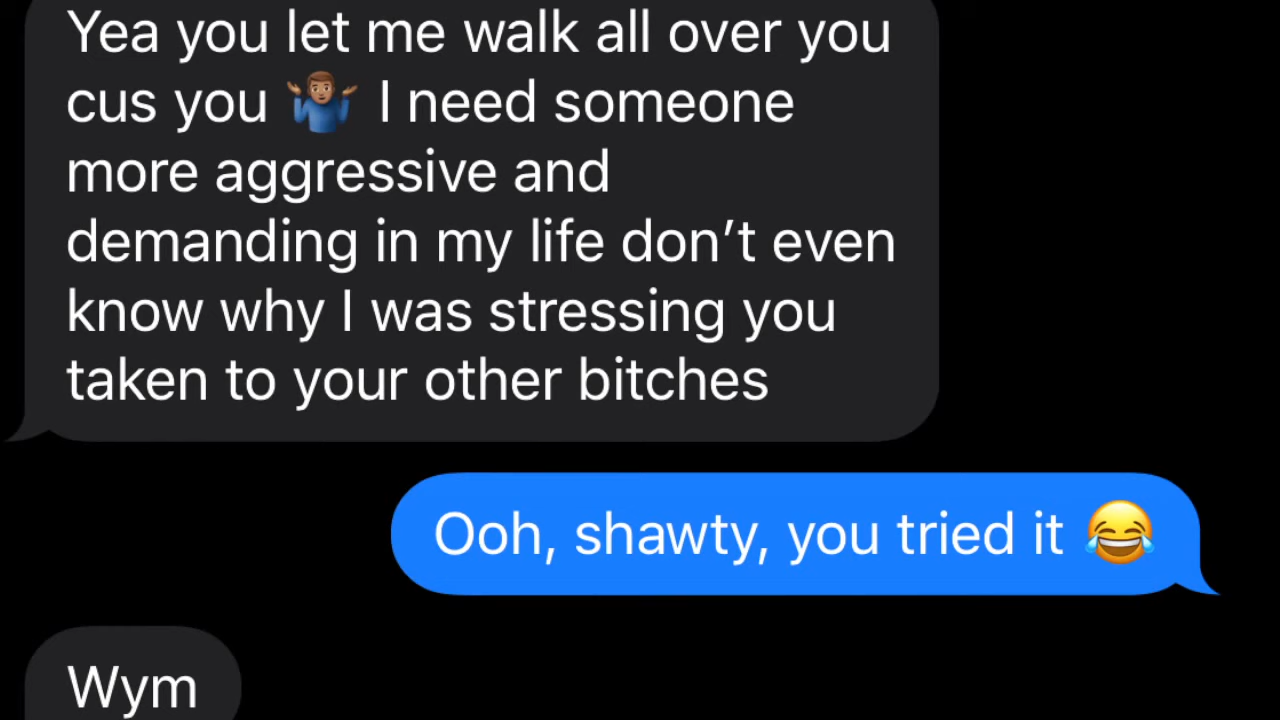 Yea you let me walk all over you
cus you 🤷🏽‍♂️ I need someone
more aggressive and
demanding in my life don’t even
know why I was stressing you
taken to your other bitches
Ooh, shawty, you tried it 😂
Wym